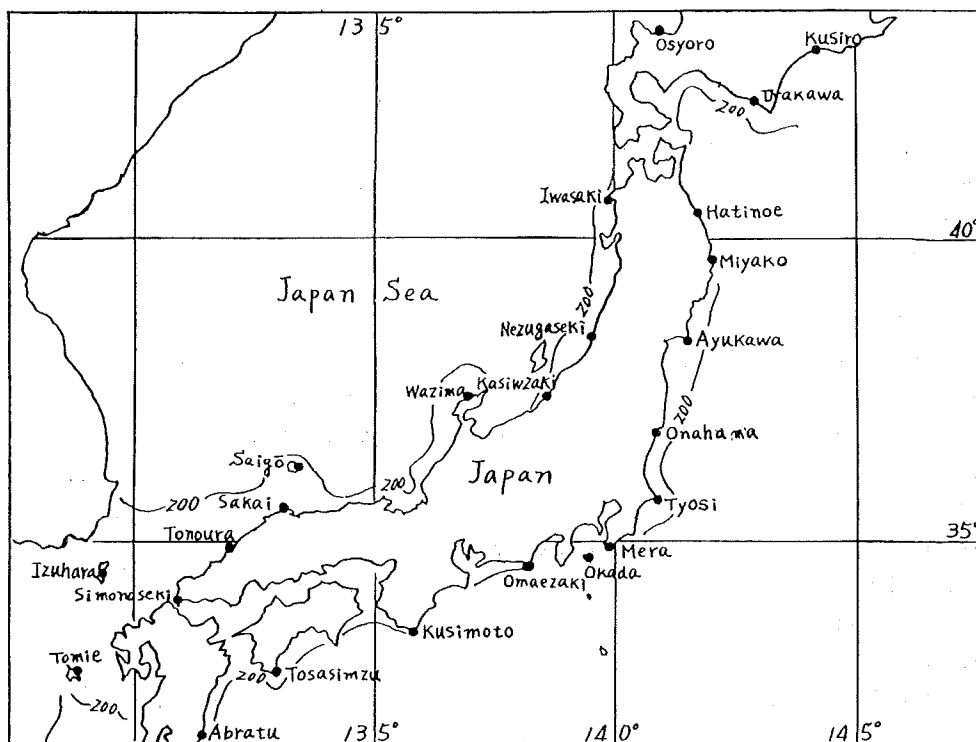 135°
Osyoro
Kusiro
Urakawa
200
Iwasaki
Hatinoe
40°
Miyako
Japan Sea
200
Nezugaseki
Ayukawa
Wazima
Kasiwzaki
200
Onahama
Saigō
Japan
200
200
Sakai
Tyosi
Tonoura
35°
Mera
Izuhara
Omaezaki
Okada
Simonoseki
Kusimoto
Tomie
200
Tosasimzu
200
Abratu
135°
140°
145°